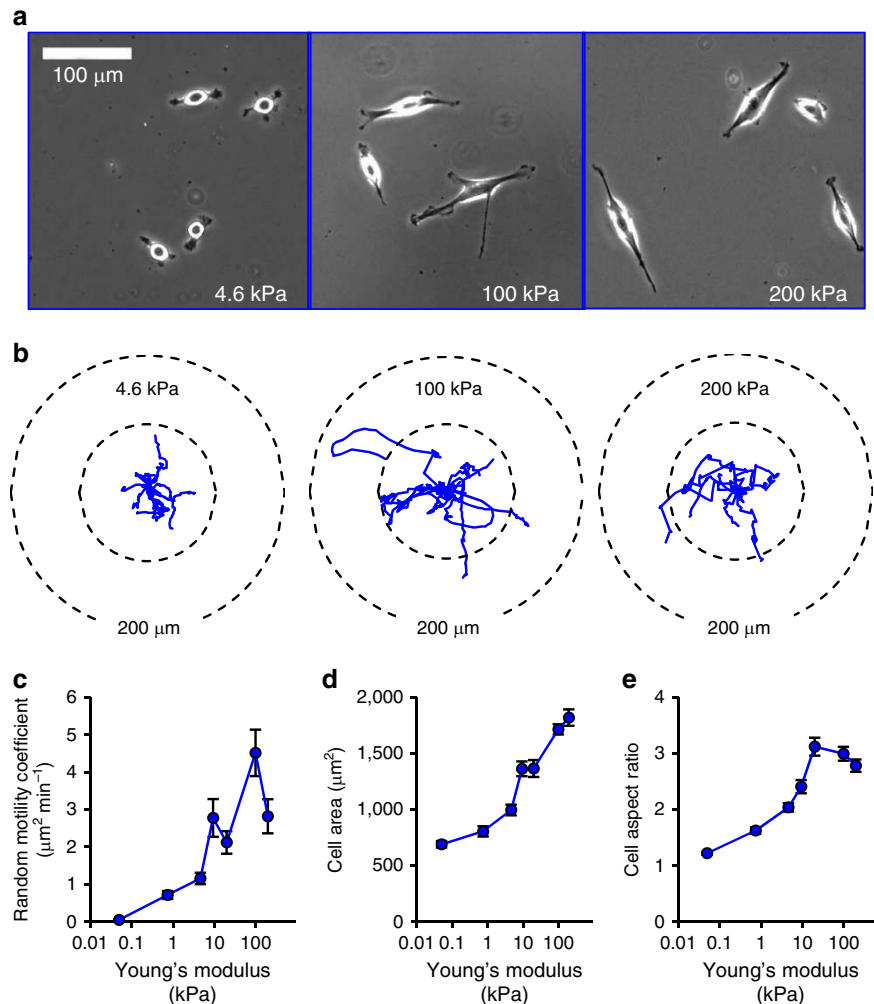 a
100 μm
4.6 kPa
100 kPa
200 kPa
b
4.6 kPa
100 kPa
200 kPa
200 μm
200 μm
200 μm
c
Random motility coefficient
(μm² min⁻¹)
6
5
4
3
2
1
0
0.01 0.1 1 10 100
Young's modulus
(kPa)
d
Cell area (μm²)
2,000
1,500
1,000
500
0
0.01 0.1 1 10 100
Young's modulus
(kPa)
e
Cell aspect ratio
4
3
2
1
0
0.01 0.1 1 10 100
Young's modulus
(kPa)